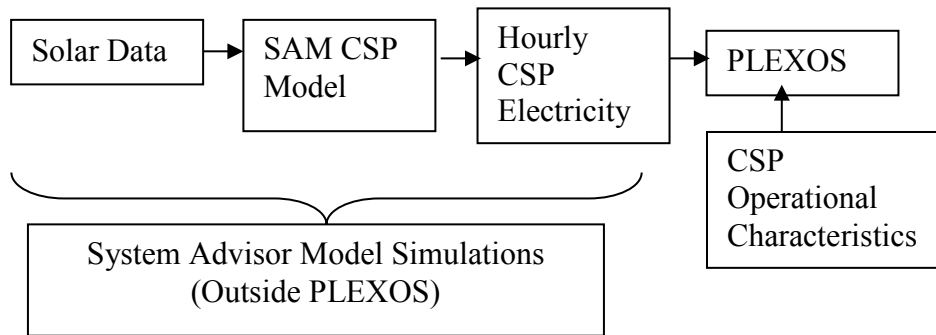 Solar Data
SAM CSP
Model
Hourly
CSP
Electricity
PLEXOS
CSP
Operational
Characteristics
System Advisor Model Simulations
(Outside PLEXOS)